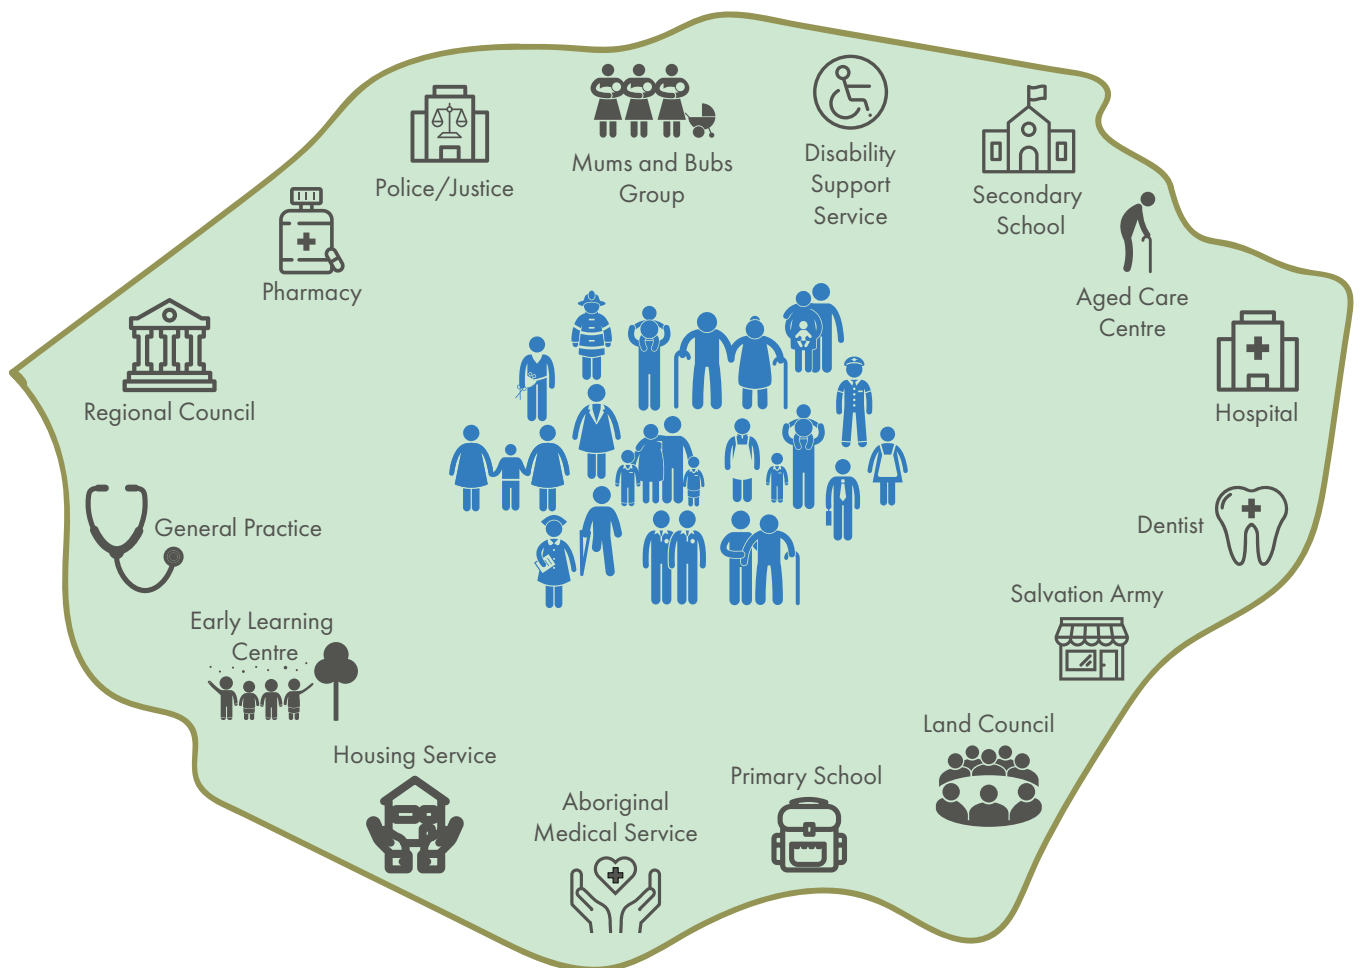 Mums and Bubs
Group
Disability
Support
Service
Police/Justice
Secondary
School
Pharmacy
Aged Care
Centre
Regional Council
Hospital
General Practice
Dentist
Salvation Army
Early Learning
Centre
Land Council
Housing Service
Primary School
Aboriginal
Medical Service